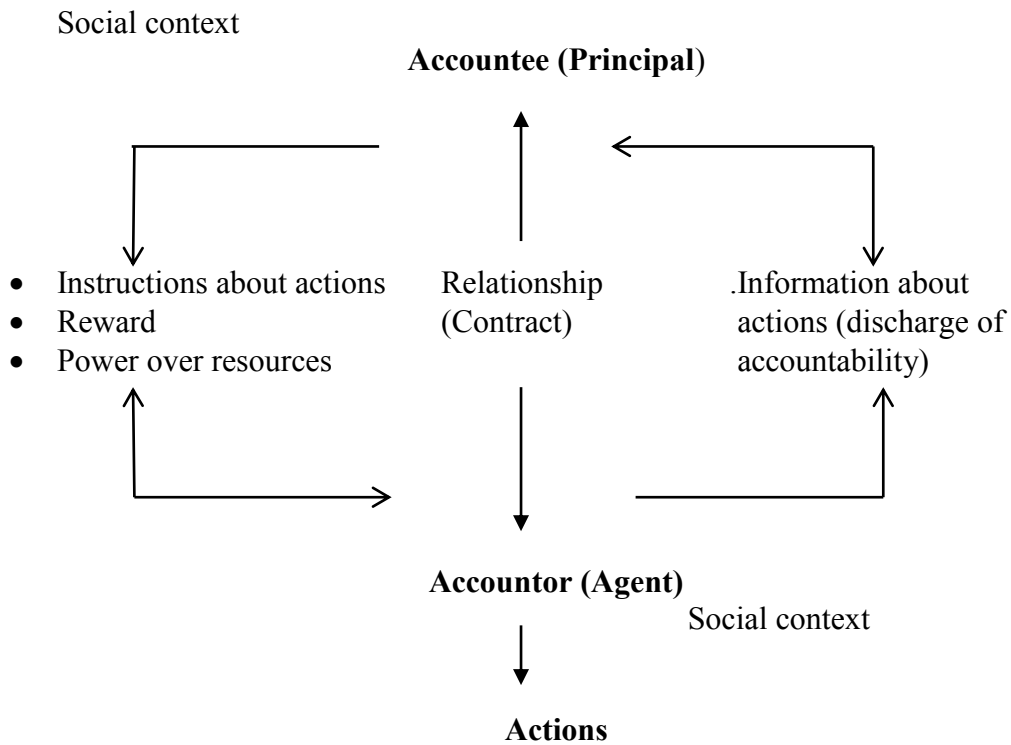 Social context
Accountee (Principal)
• Instructions about actions
• Reward
• Power over resources
Relationship
(Contract)
.Information about
actions (discharge of
accountability)
Accountor (Agent)
Social context
Actions